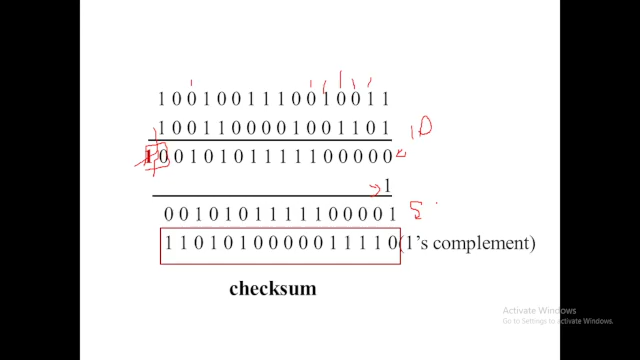 1 0 0 1 0 0 1 1 1 0 0 1 0 0 1 1
1 0 0 1 1 0 0 0 0 1 0 0 1 1 0 1
1 0 0 1 0 1 0 1 1 1 1 1 0 0 0 0 0
1
0 0 1 0 1 0 1 1 1 1 1 0 0 0 0 1
1 1 0 1 0 1 0 0 0 0 0 1 1 1 1 0 (1's complement)
checksum
Activate Windows
Go to Settings to activate Windows.